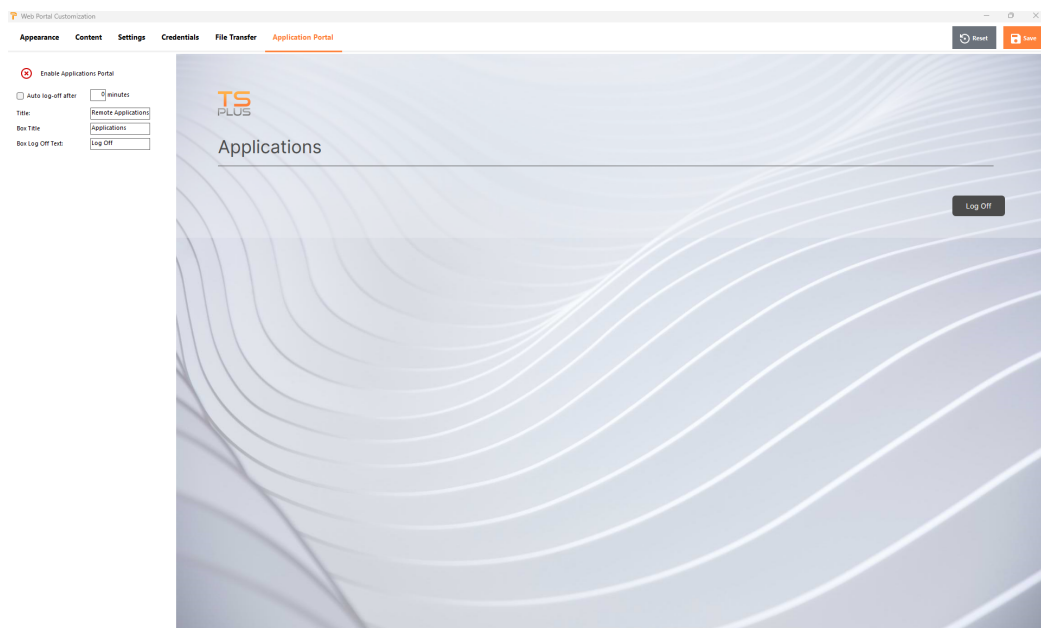 Web Portal Customization
Appearance Content Settings Credentials File Transfer Application Portal
Reset Save
Enable Applications Portal
Auto log-off after 0 minutes
Title: Remote Applications
Box Title Applications
Box Log Off Text: Log Off
TS
PLUS
Applications
Log Off